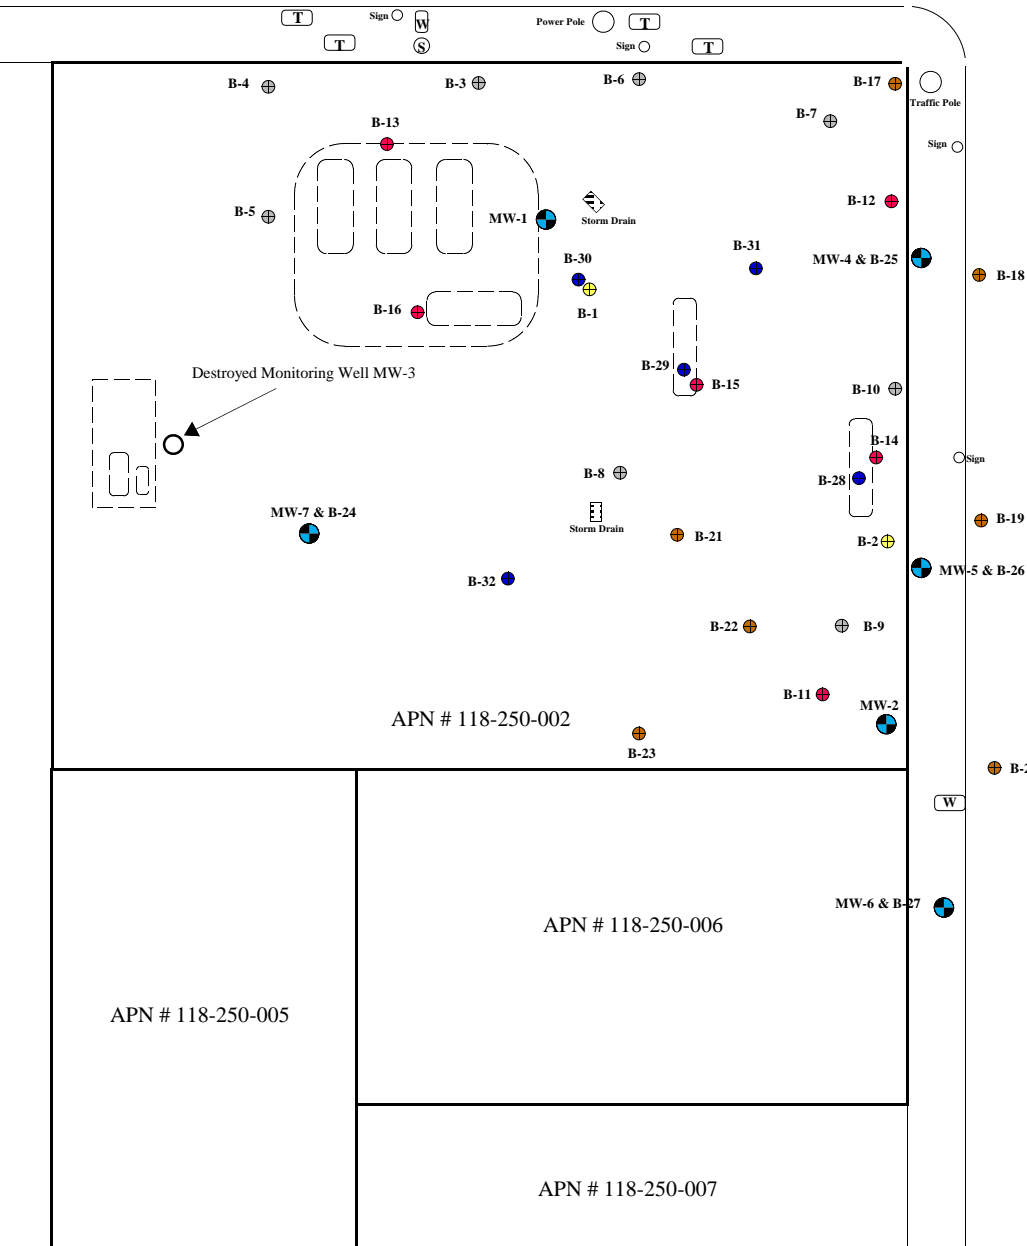 T
Sign
W
Power Pole
T
T
S
Sign
T
B-4
B-3
B-6
B-17
Traffic Pole
B-7
B-13
Sign
B-5
MW-1
Storm Drain
B-12
B-30
B-31
MW-4 & B-25
B-18
B-16
B-1
Destroyed Monitoring Well MW-3
B-29
B-15
B-10
B-14
Sign
B-8
B-28
MW-7 & B-24
Storm Drain
B-21
B-2
B-19
B-32
MW-5 & B-26
B-22
B-9
B-11
MW-2
APN # 118-250-002
B-23
W
MW-6 & B-27
APN # 118-250-006
APN # 118-250-005
APN # 118-250-007